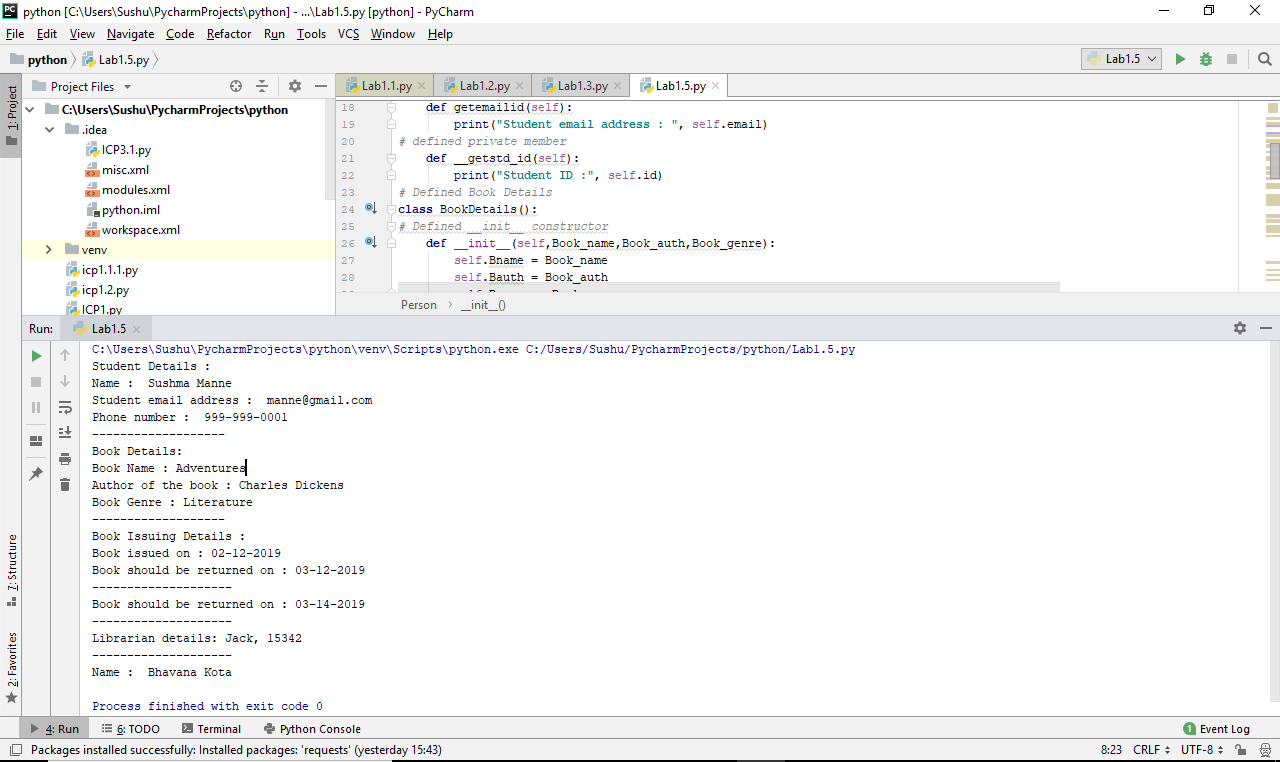 python [C:\Users\Sushu\PycharmProjects\python] - ...\Lab1.5.py [python] - PyCharm
File Edit View Navigate Code Refactor Run Tools VCS Window Help
python Lab1.5.py Lab1.5
1: Project
Project Files
Lab1.1.py Lab1.2.py Lab1.3.py Lab1.5.py
C:\Users\Sushu\PycharmProjects\python
.idea
ICP3.1.py
misc.xml
modules.xml
python.iml
workspace.xml
venv
icp1.1.1.py
icp1.2.py
ICP1.py
18 def getemailid(self):
19 print("Student email address : ", self.email)
20 # defined private member
21 def __getstd_id(self):
22 print("Student ID :", self.id)
23 # Defined Book Details
24 class BookDetails():
25 # Defined __init__ constructor
26 def __init__(self,Book_name,Book_auth,Book_genre):
27 self.Bname = Book_name
28 self.Bauth = Book_auth
Person __init__()
Run: Lab1.5
C:\Users\Sushu\PycharmProjects\python\venv\Scripts\python.exe C:/Users/Sushu/PycharmProjects/python/Lab1.5.py
Student Details :
Name :  Sushma Manne
Student email address :  manne@gmail.com
Phone number :  999-999-0001
-------------------
Book Details:
Book Name : Adventures
Author of the book : Charles Dickens
Book Genre : Literature
-------------------
Book Issuing Details :
Book issued on : 02-12-2019
Book should be returned on : 03-12-2019
--------------------
Book should be returned on : 03-14-2019
--------------------
Librarian details: Jack, 15342
--------------------
Name :  Bhavana Kota
Process finished with exit code 0
7: Structure
2: Favorites
4: Run 6: TODO Terminal Python Console 1 Event Log
Packages installed successfully: Installed packages: 'requests' (yesterday 15:43) 8:23 CRLF UTF-8